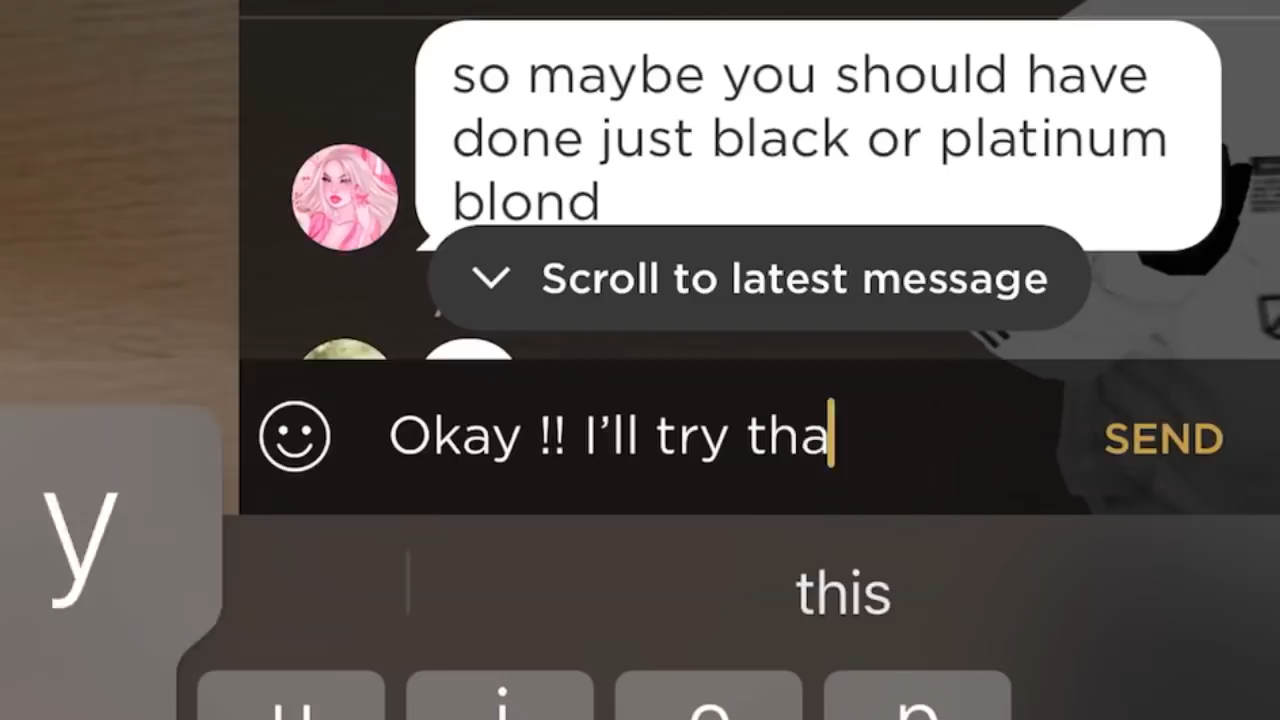 so maybe you should have
done just black or platinum
blond
Scroll to latest message
Okay !! I’ll try tha
SEND
y
this
u
i
o
p